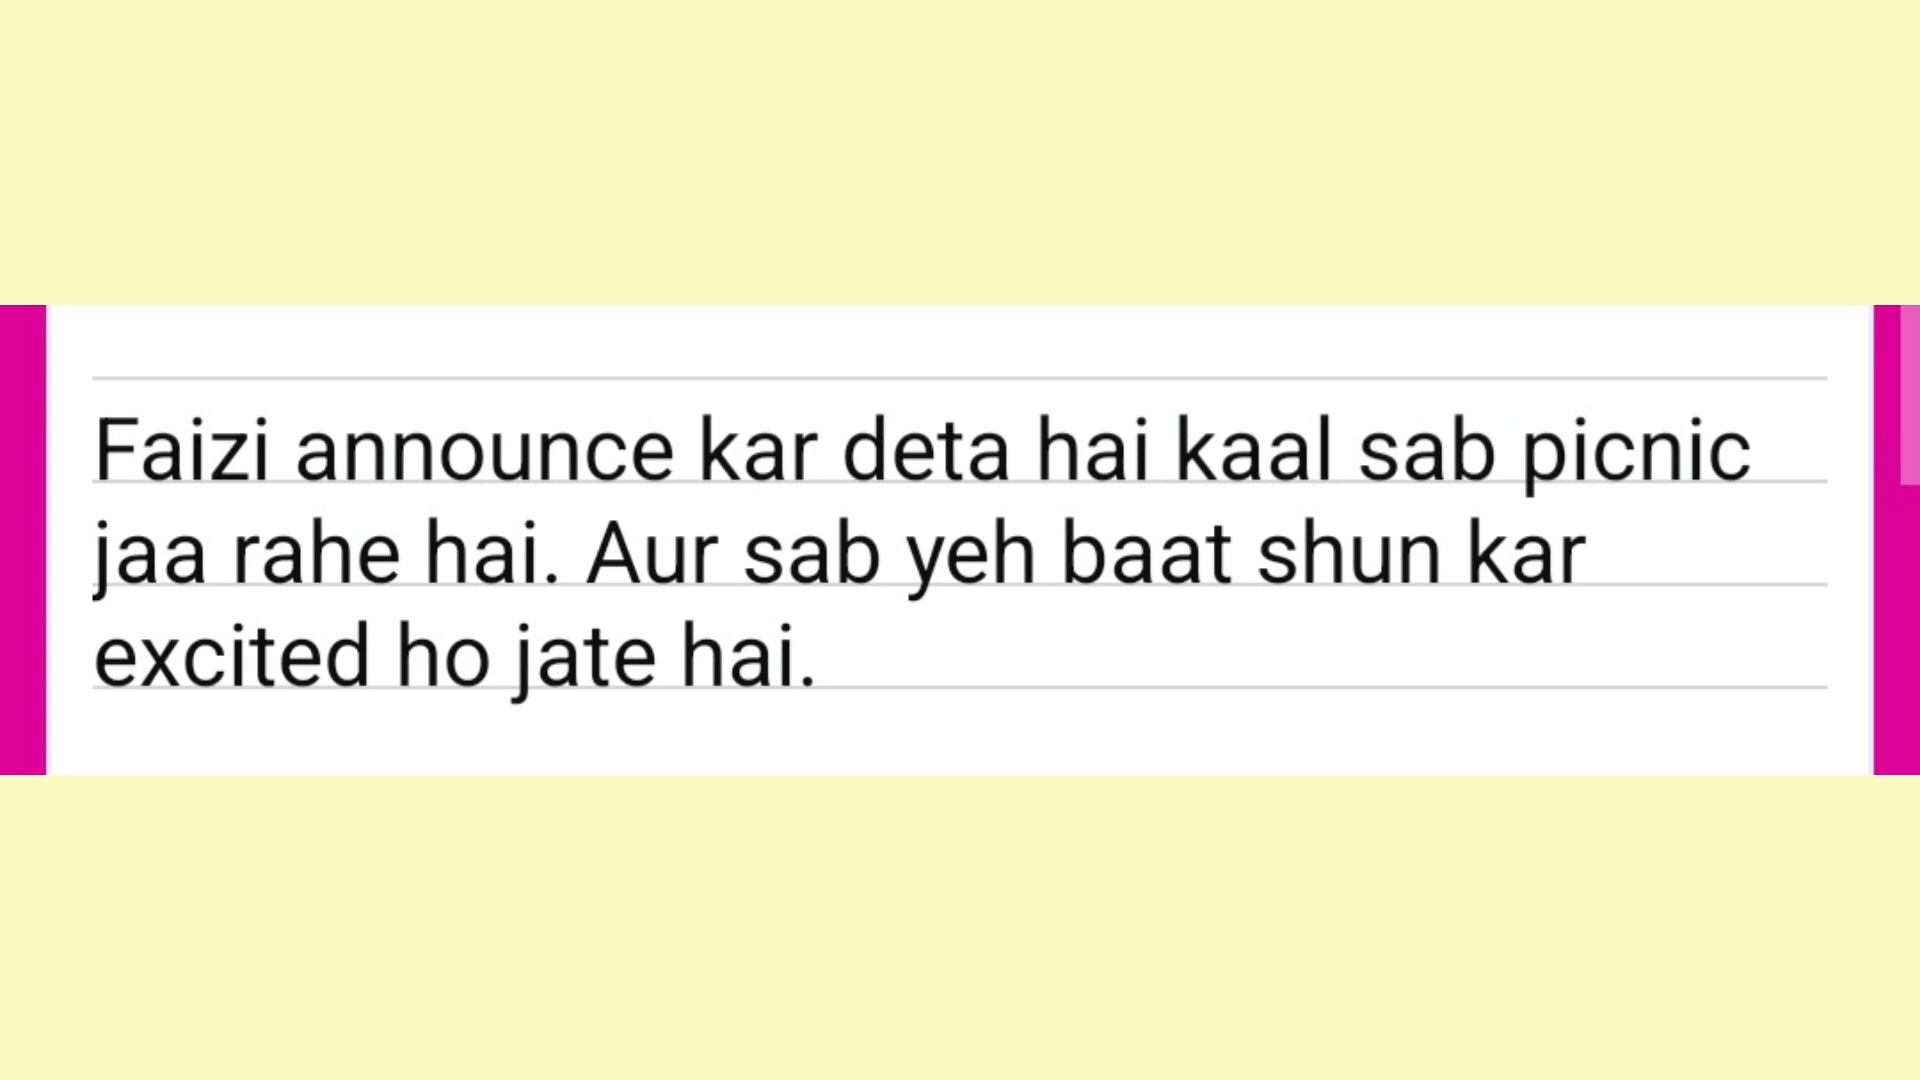 Faizi announce kar deta hai kaal sab picnic
jaa rahe hai. Aur sab yeh baat shun kar
excited ho jate hai.